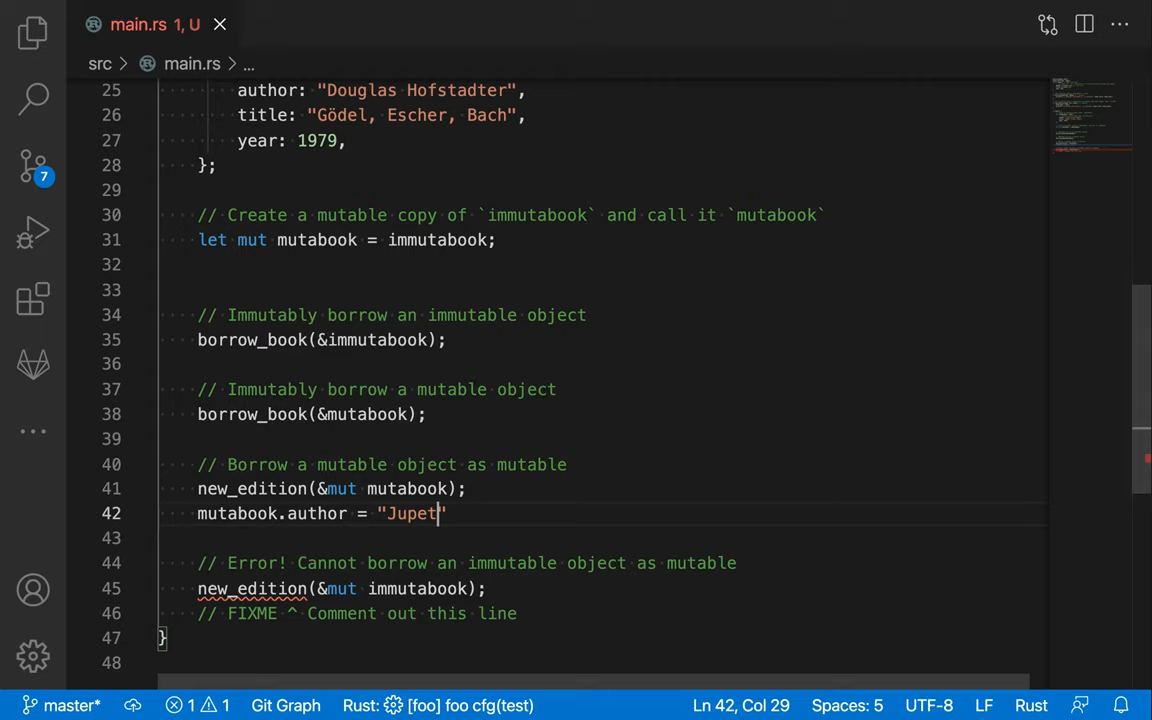 main.rs 1, U
src > main.rs > ...
25 author: "Douglas Hofstadter",
26 title: "Gödel, Escher, Bach",
27 year: 1979,
28 };
29
30 // Create a mutable copy of `immutabook` and call it `mutabook`
31 let mut mutabook = immutabook;
32
33
34 // Immutably borrow an immutable object
35 borrow_book(&immutabook);
36
37 // Immutably borrow a mutable object
38 borrow_book(&mutabook);
39
40 // Borrow a mutable object as mutable
41 new_edition(&mut mutabook);
42 mutabook.author = "Jupet"
43
44 // Error! Cannot borrow an immutable object as mutable
45 new_edition(&mut immutabook);
46 // FIXME ^ Comment out this line
47 }
48
7
master* 1 1 Git Graph Rust: [foo] foo cfg(test) Ln 42, Col 29 Spaces: 5 UTF-8 LF Rust